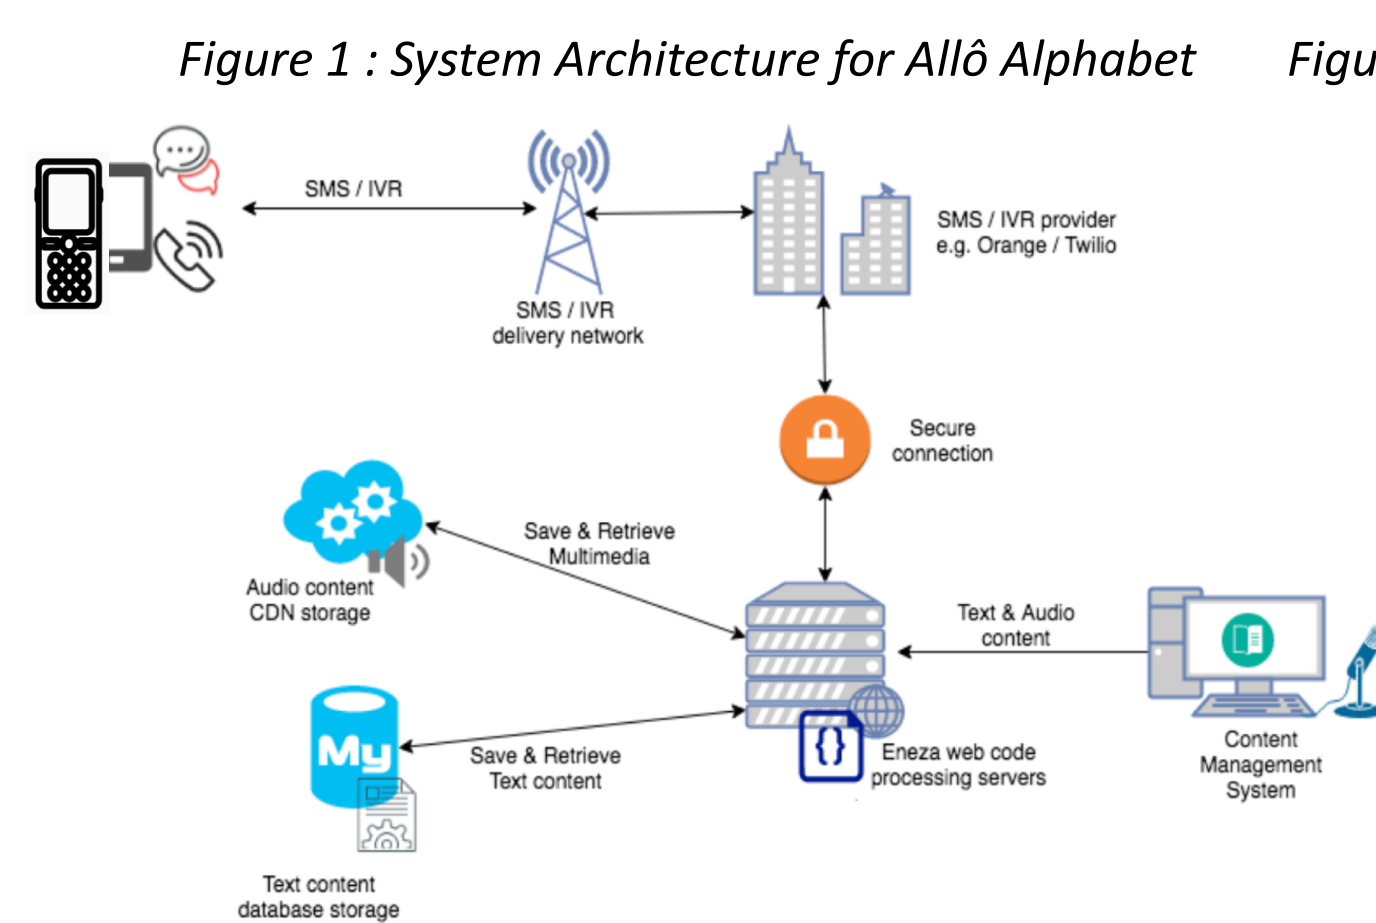 Figure 1 : System Architecture for Allô Alphabet
Figu
SMS / IVR
SMS / IVR
delivery network
SMS / IVR provider
e.g. Orange / Twilio
Secure
connection
Save & Retrieve
Multimedia
Audio content
CDN storage
Text & Audio
content
My
Save & Retrieve
Text content
{}
Eneza web code
processing servers
Content
Management
System
Text content
database storage